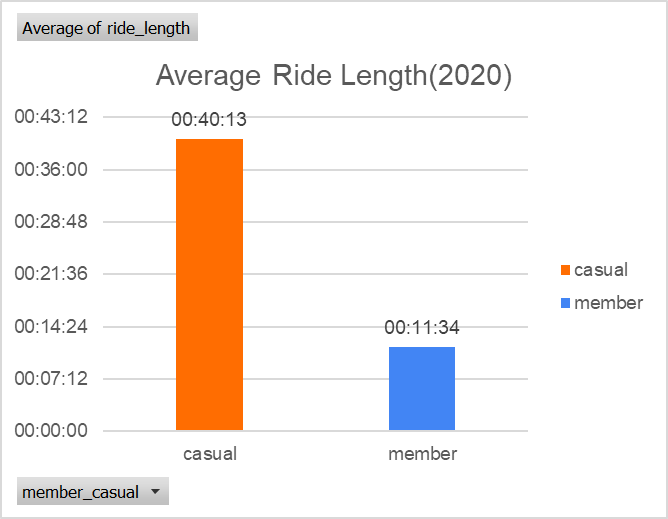 Average of ride_length
Average Ride Length(2020)
00:43:12
00:40:13
00:36:00
00:28:48
00:21:36
casual
member
00:14:24
00:11:34
00:07:12
00:00:00
casual
member
member_casual